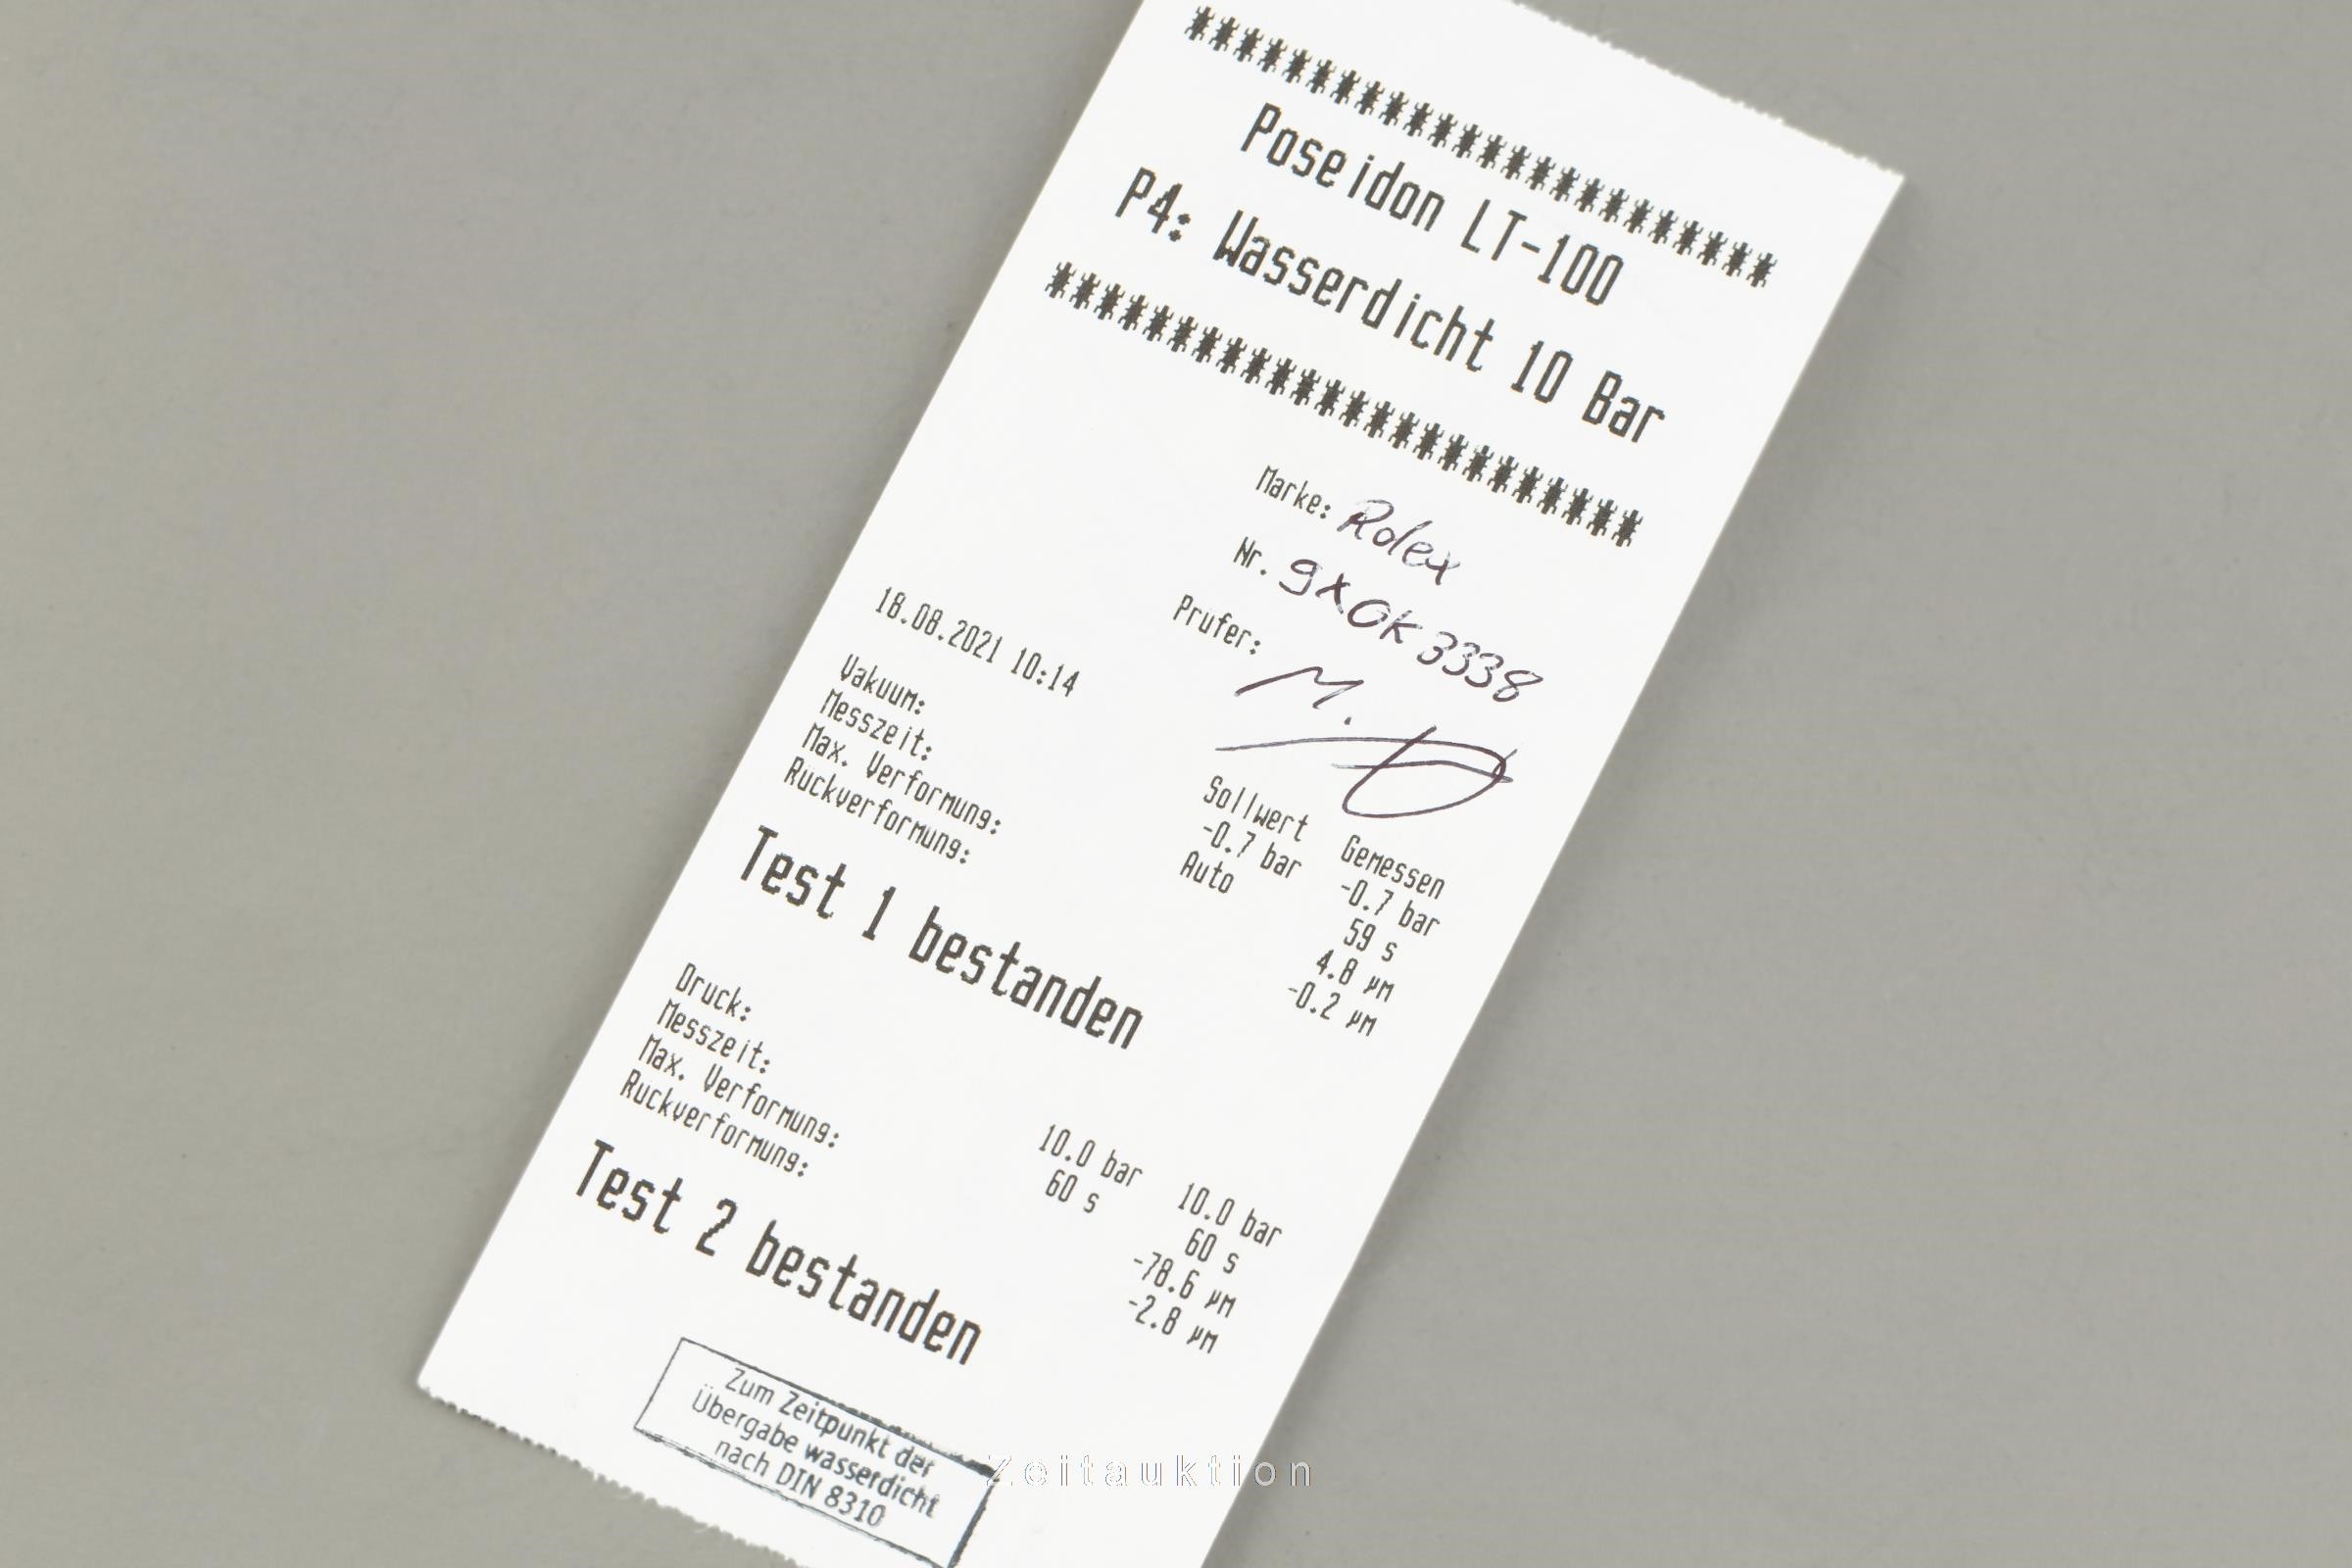 ************************
Poseidon LT-100
P4: Wasserdicht 10 Bar
************************
Marke: Rolex
Nr. 9X0K3338
Prufer:
18.08.2021 10:14
Sollwert Gemessen
Vakuum: -0.7 bar -0.7 bar
Messzeit: Auto 59 s
Max. Verformung: 4.8 µm
Ruckverformung: -0.2 µm
Test 1 bestanden
Druck: 10.0 bar 10.0 bar
Messzeit: 60 s 60 s
Max. Verformung: -78.6 µm
Ruckverformung: -2.8 µm
Test 2 bestanden
Zum Zeitpunkt der
Übergabe wasserdicht
nach DIN 8310
Zeitauktion